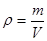 ρ = m/V